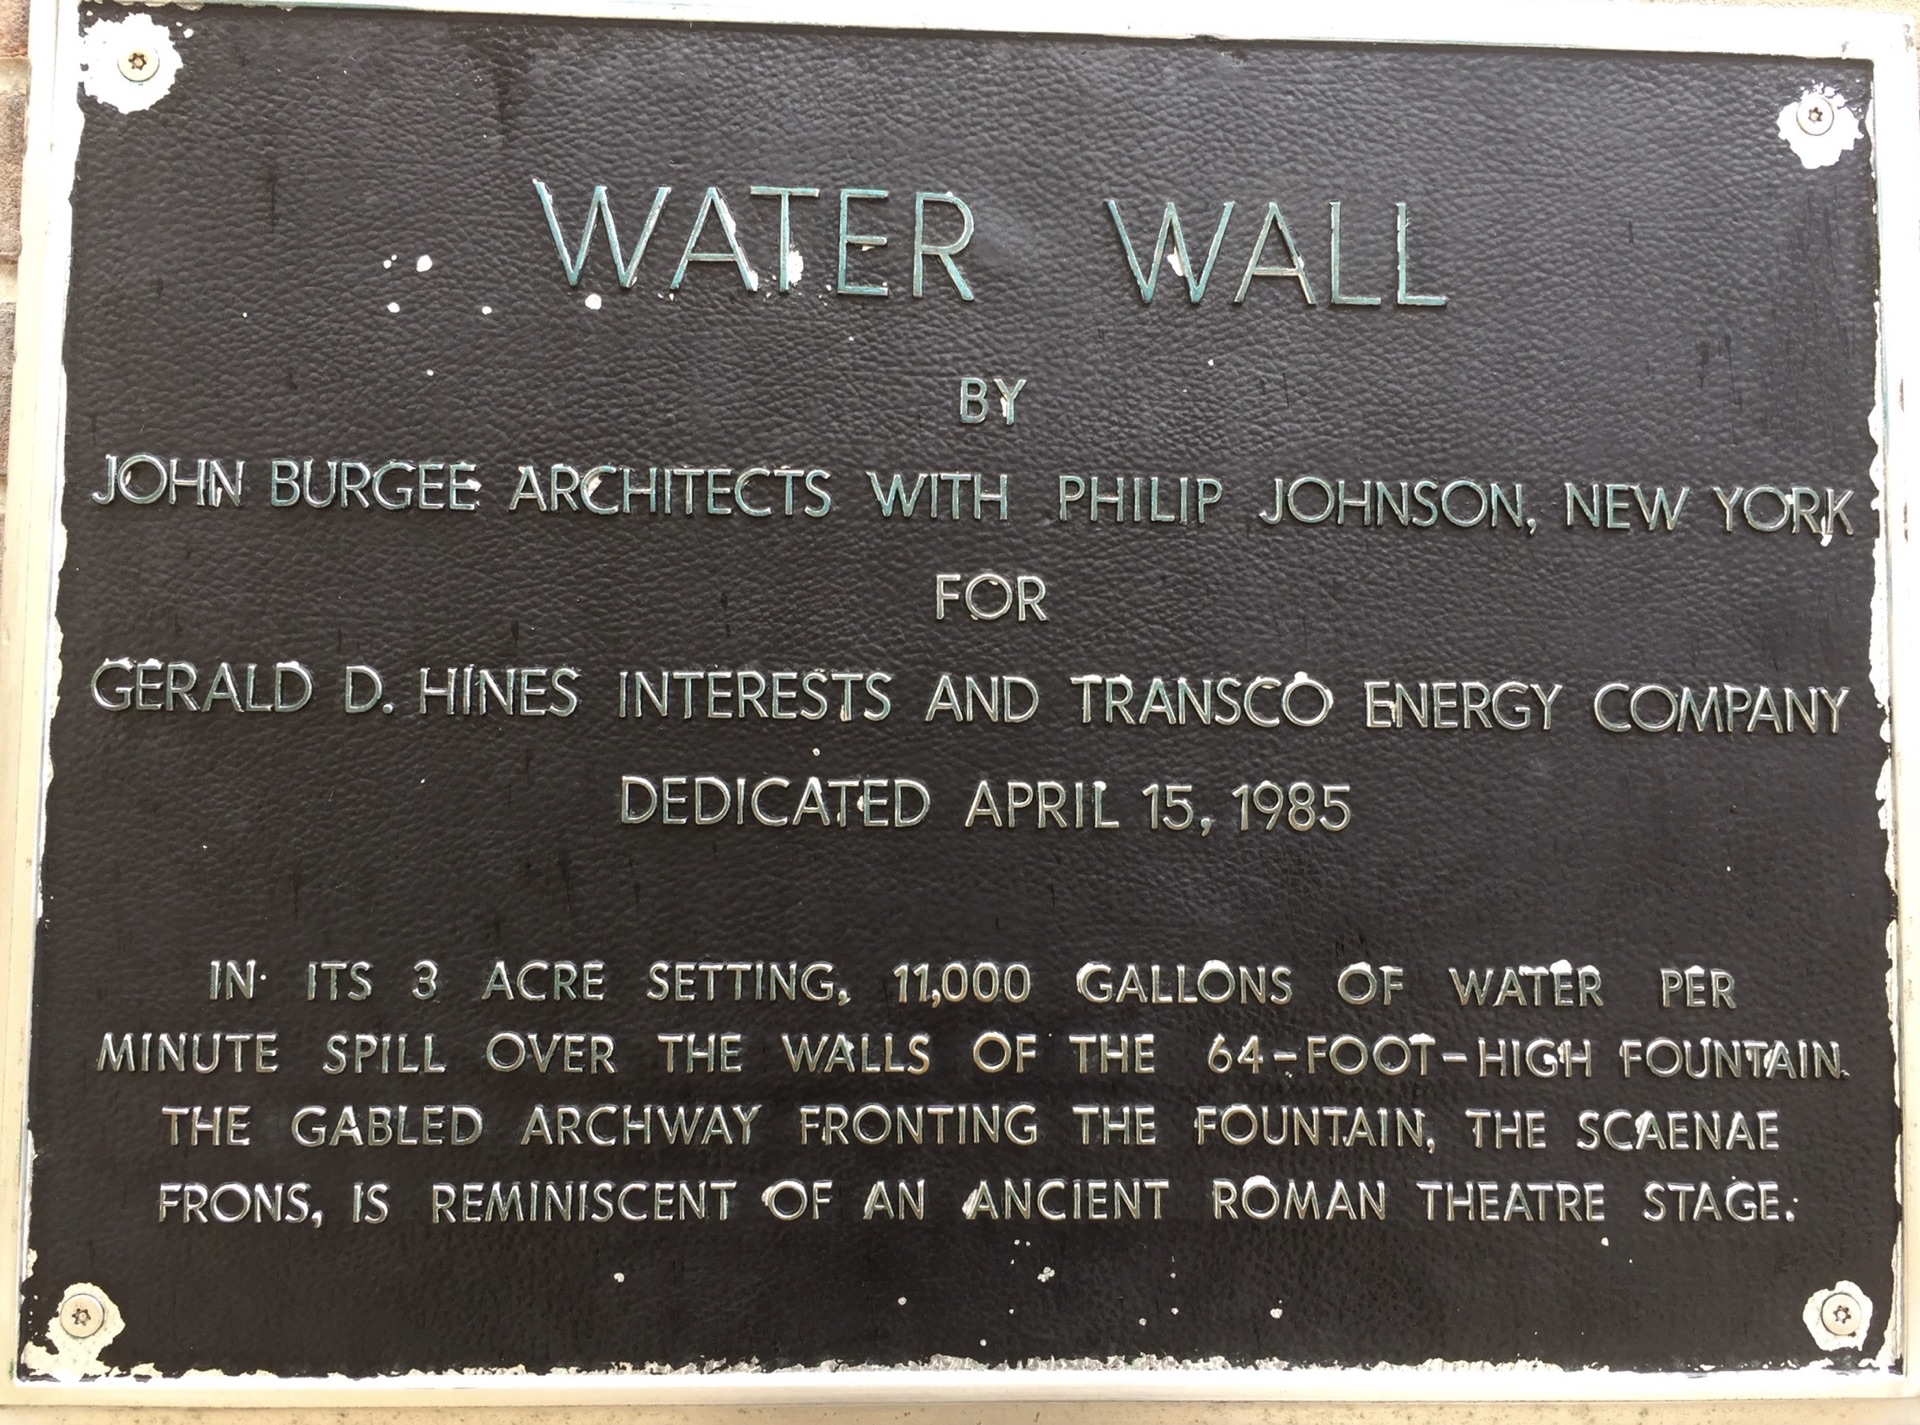 WATER WALL
BY
JOHN BURGEE ARCHITECTS WITH PHILIP JOHNSON, NEW YORK
FOR
GERALD D. HINES INTERESTS AND TRANSCO ENERGY COMPANY
DEDICATED APRIL 15, 1985
IN ITS 3 ACRE SETTING, 11,000 GALLONS OF WATER PER
MINUTE SPILL OVER THE WALLS OF THE 64-FOOT-HIGH FOUNTAIN.
THE GABLED ARCHWAY FRONTING THE FOUNTAIN, THE SCAENAE
FRONS, IS REMINISCENT OF AN ANCIENT ROMAN THEATRE STAGE.